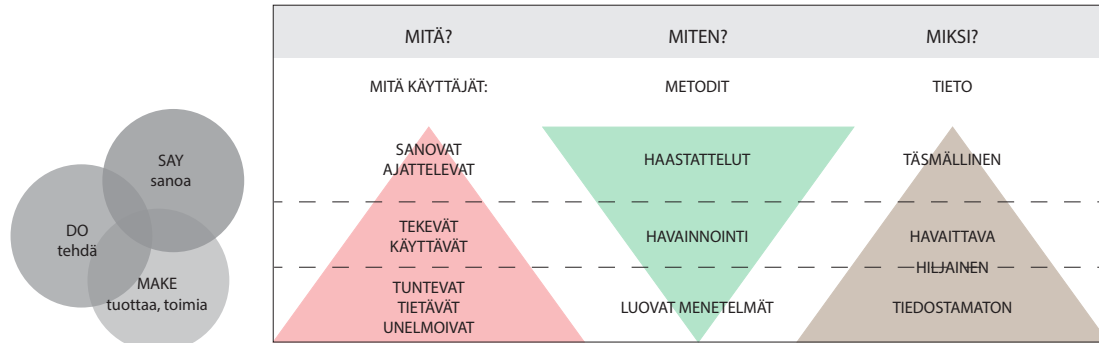 SAY
sanoa
DO
tehdä
MAKE
tuottaa, toimia
MITÄ?
MITEN?
MIKSI?
MITÄ KÄYTTÄJÄT:
METODIT
TIETO
SANOVAT
AJATTELEVAT
HAASTATTELUT
TÄSMÄLLINEN
TEKEVÄT
KÄYTTÄVÄT
HAVAINNOINTI
HAVAITTAVA
HILJAINEN
TUNTEVAT
TIETÄVÄT
UNELMOIVAT
LUOVAT MENETELMÄT
TIEDOSTAMATON